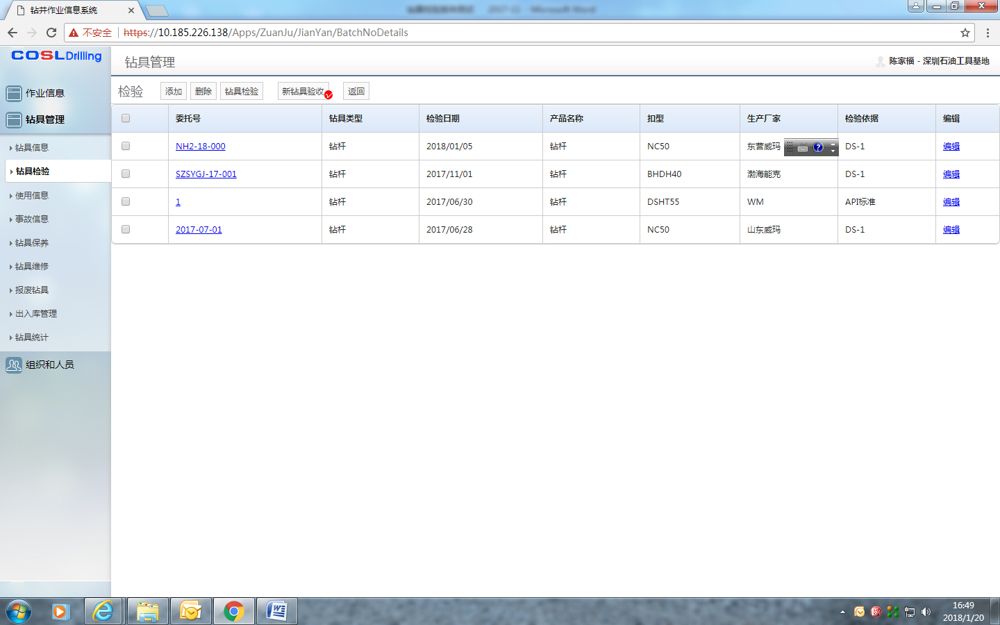 钻井作业信息系统
不安全 https://10.185.226.138/Apps/ZuanJu/JianYan/BatchNoDetails
COSL Drilling
钻具管理
陈家福 - 深圳石油工具基地
作业信息
钻具管理
钻具信息
钻具检验
使用信息
事故信息
钻具保养
钻具维修
报废钻具
出入库管理
钻具统计
组织和人员
检验 添加 删除 钻具检验 新钻具验收 返回
委托号 钻具类型 检验日期 产品名称 扣型 生产厂家 检验依据 编辑
NH2-18-000 钻杆 2018/01/05 钻杆 NC50 东营威玛 DS-1 编辑
SZSYGJ-17-001 钻杆 2017/11/01 钻杆 BHDH40 渤海能克 DS-1 编辑
1 钻杆 2017/06/30 钻杆 DSHT55 WM API标准 编辑
2017-07-01 钻杆 2017/06/28 钻杆 NC50 山东威玛 DS-1 编辑
16:49
2018/1/20